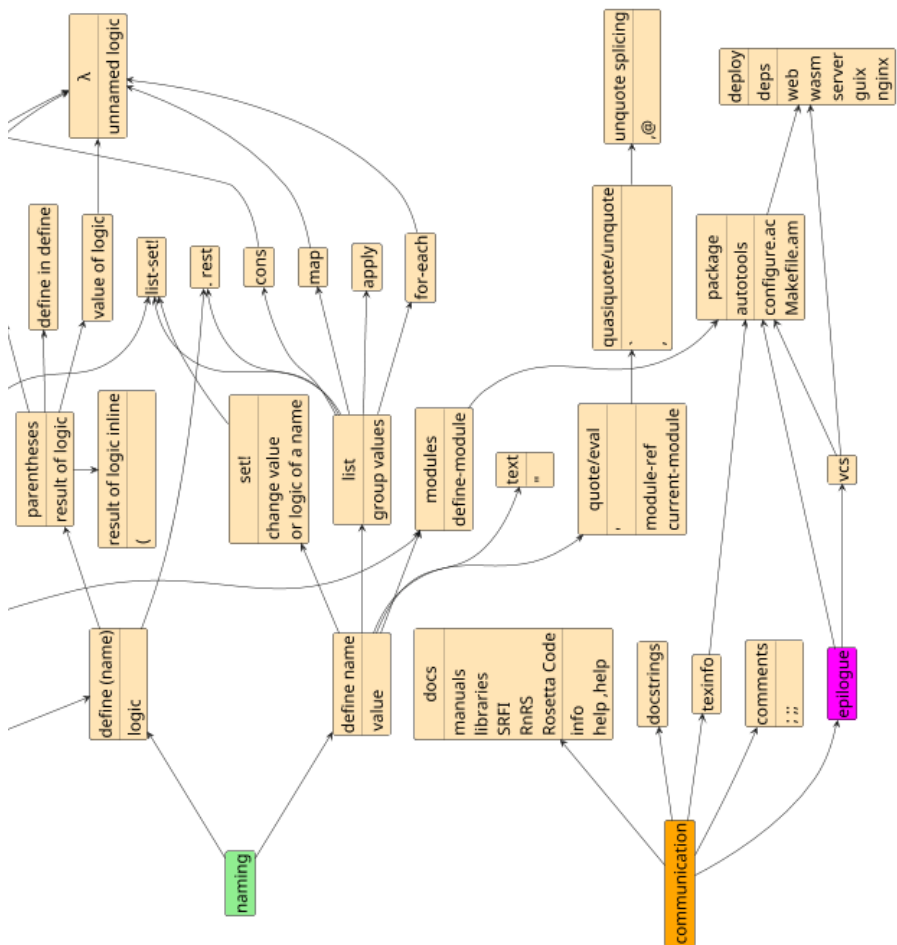 λ
unnamed logic
unquote splicing
,@
deploy
deps
web
wasm
server
guix
nginx
define in define
value of logic
list-set!
. rest
cons
map
apply
for-each
quasiquote/unquote
`
,
package
autotools
configure.ac
Makefile.am
parentheses
result of logic
result of logic inline
(
set!
change value
or logic of a name
list
group values
modules
define-module
text
"
quote/eval
'
module-ref
current-module
vcs
define (name)
logic
define name
value
docs
manuals
libraries
SRFI
RnRS
Rosetta Code
info
help ,help
docstrings
texinfo
comments
; ;;
epilogue
naming
communication